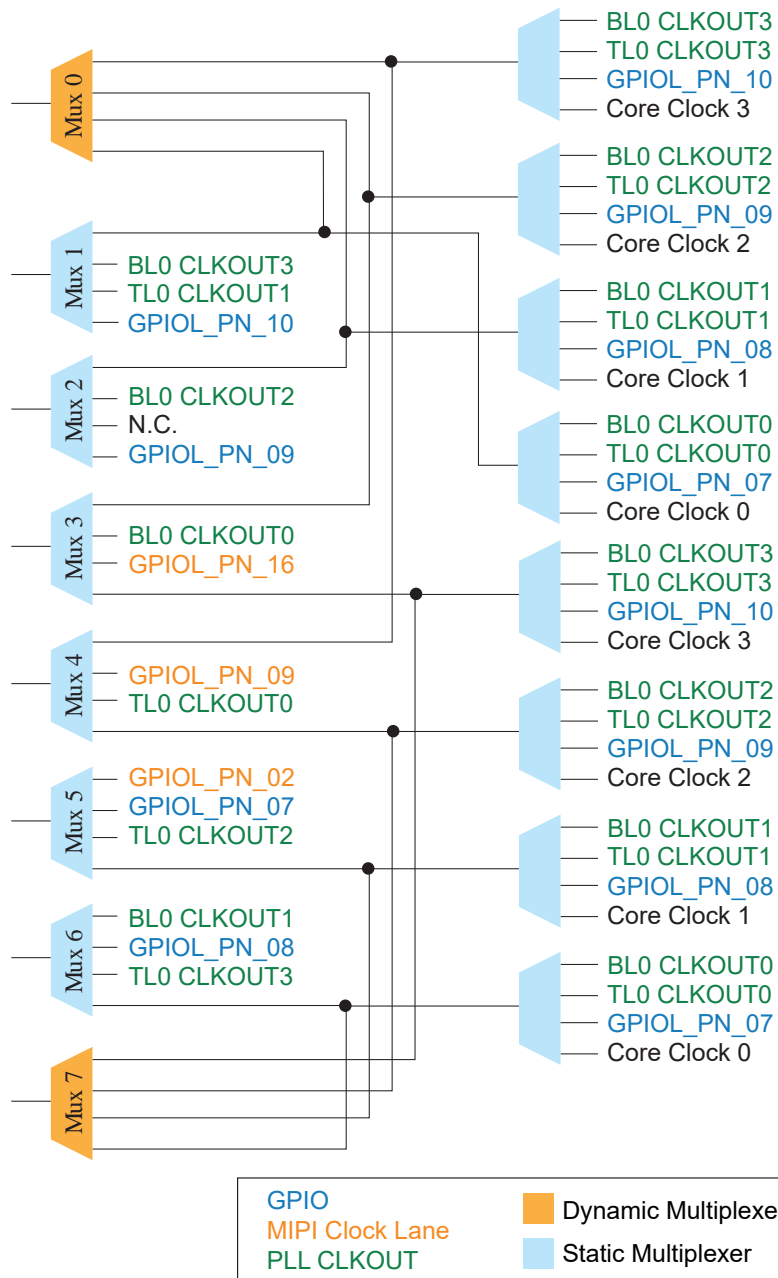 Mux 0
Mux 1
BL0 CLKOUT3
TL0 CLKOUT1
GPIOL_PN_10
Mux 2
BL0 CLKOUT2
N.C.
GPIOL_PN_09
Mux 3
BL0 CLKOUT0
GPIOL_PN_16
Mux 4
GPIOL_PN_09
TL0 CLKOUT0
Mux 5
GPIOL_PN_02
GPIOL_PN_07
TL0 CLKOUT2
Mux 6
BL0 CLKOUT1
GPIOL_PN_08
TL0 CLKOUT3
Mux 7
BL0 CLKOUT3
TL0 CLKOUT3
GPIOL_PN_10
Core Clock 3
BL0 CLKOUT2
TL0 CLKOUT2
GPIOL_PN_09
Core Clock 2
BL0 CLKOUT1
TL0 CLKOUT1
GPIOL_PN_08
Core Clock 1
BL0 CLKOUT0
TL0 CLKOUT0
GPIOL_PN_07
Core Clock 0
BL0 CLKOUT3
TL0 CLKOUT3
GPIOL_PN_10
Core Clock 3
BL0 CLKOUT2
TL0 CLKOUT2
GPIOL_PN_09
Core Clock 2
BL0 CLKOUT1
TL0 CLKOUT1
GPIOL_PN_08
Core Clock 1
BL0 CLKOUT0
TL0 CLKOUT0
GPIOL_PN_07
Core Clock 0
GPIO
MIPI Clock Lane
PLL CLKOUT
Dynamic Multiplexe
Static Multiplexer